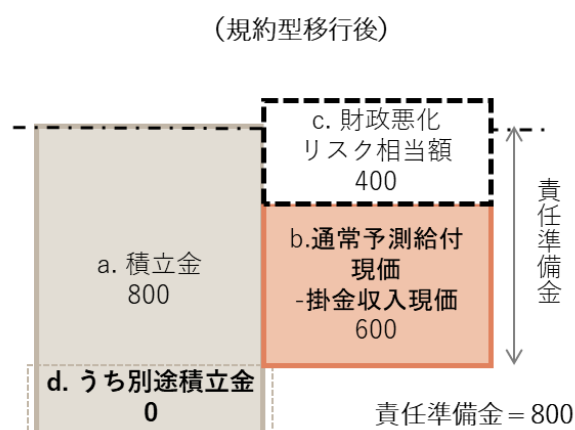 （規約型移行後）
c. 財政悪化
リスク相当額
400
a. 積立金
800
b.通常予測給付
現価
-掛金収入現価
600
責任準備金
d. うち別途積立金
0
責任準備金＝800